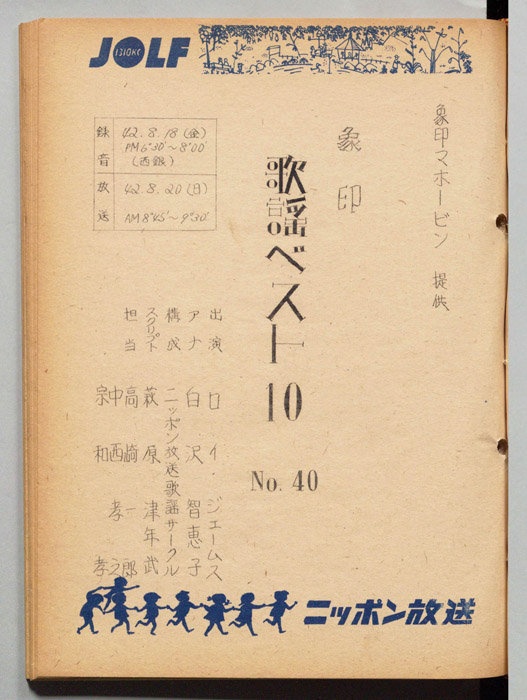 JOLF
1310KC
象印マホービン 提供
象印
歌謡ベスト10
No. 40
録音 42.8.18(金)
PM6°30′〜8°00′
(西銀)
放送 42.8.20(日)
AM8°45′〜9°30′
出演 ロイ・ジェームス
アナ 白沢智恵子
構成 ニッポン放送歌謡サークル
スクリプト 萩原津年武
担当 高崎一郎
中西孝之
宗和孝
ニッポン放送